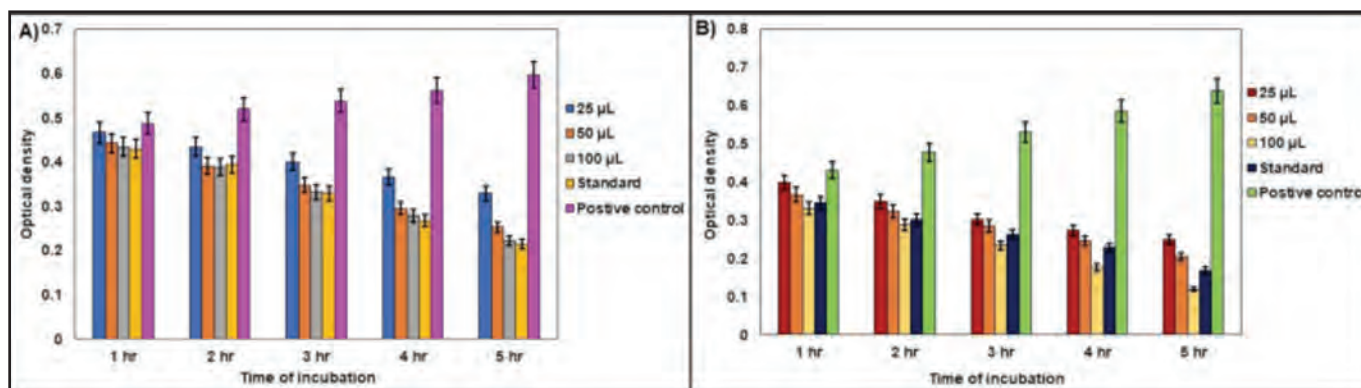 A)
0.7
0.6
0.5
0.4
0.3
0.2
0.1
0
Optical density
1 hr 2 hr 3 hr 4 hr 5 hr
Time of incubation
25 µL
50 µL
100 µL
Standard
Postive control
B)
0.8
0.7
0.6
0.5
0.4
0.3
0.2
0.1
0
Optical density
1 hr 2 hr 3 hr 4 hr 5 hr
Time of incubation
25 µL
50 µL
100 µL
Standard
Postive control